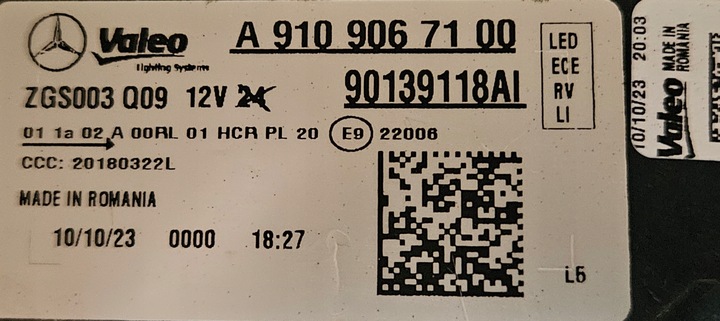 Valeo
Lighting Systems
A 910 906 71 00
ZGS003 Q09 12V 24
90139118AI
LED
ECE
RV
LI
01 1a 02 A 00RL 01 HCR PL 20 E9 22006
CCC: 20180322L
MADE IN ROMANIA
10/10/23 0000 18:27
L5
10/10/23 20:03
Valeo
MADE IN
ROMANIA